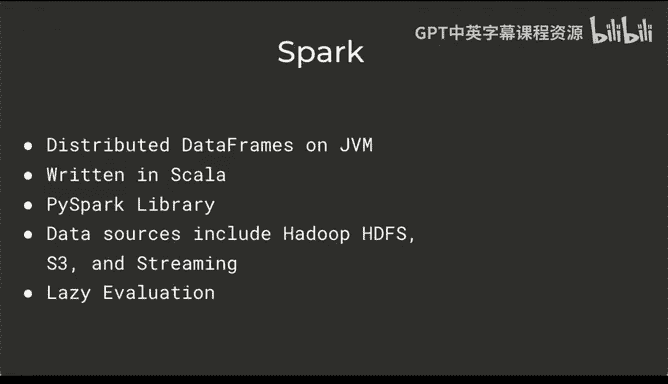 GPT中英字幕课程资源 bilibili
Spark
● Distributed DataFrames on JVM
● Written in Scala
● PySpark Library
● Data sources include Hadoop HDFS,
S3, and Streaming
● Lazy Evaluation